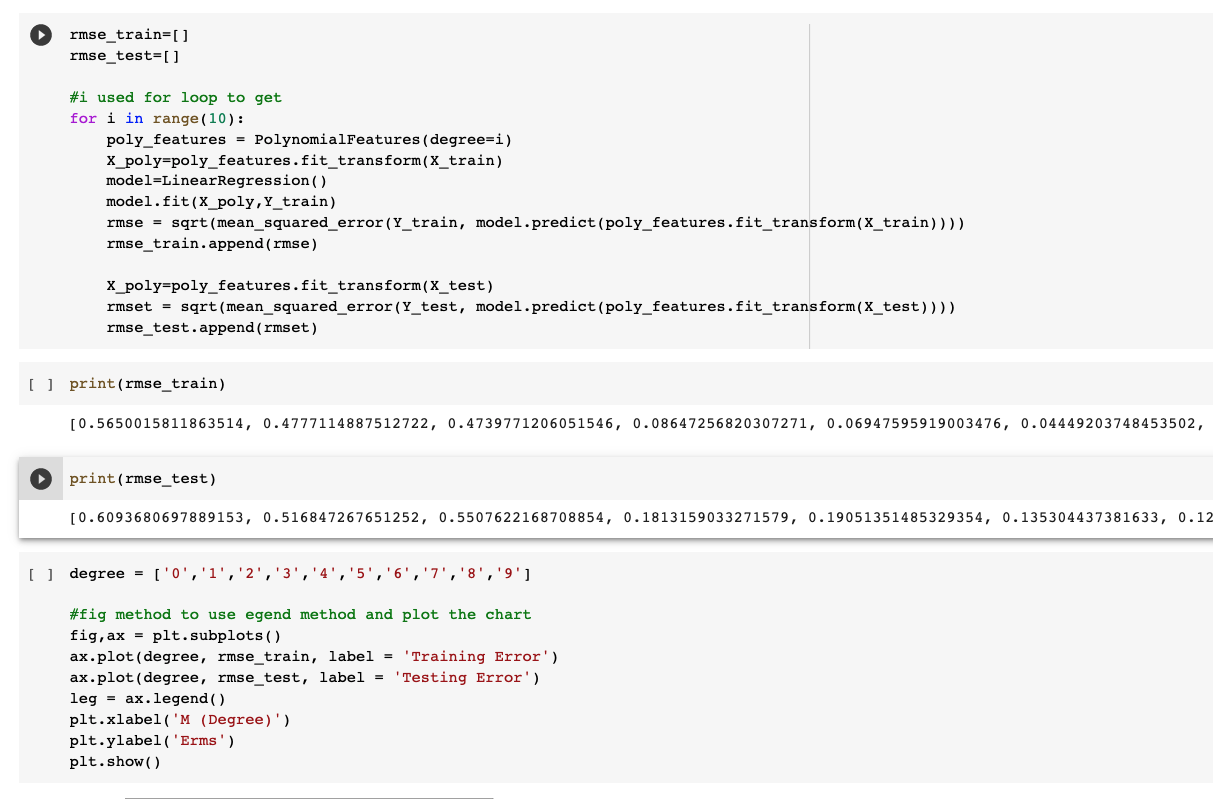 rmse_train=[]
rmse_test=[]
#i used for loop to get
for i in range(10):
poly_features = PolynomialFeatures(degree=i)
X_poly=poly_features.fit_transform(X_train)
model=LinearRegression()
model.fit(X_poly,Y_train)
rmse = sqrt(mean_squared_error(Y_train, model.predict(poly_features.fit_transform(X_train))))
rmse_train.append(rmse)
X_poly=poly_features.fit_transform(X_test)
rmset = sqrt(mean_squared_error(Y_test, model.predict(poly_features.fit_transform(X_test))))
rmse_test.append(rmset)
[ ] print(rmse_train)
[0.5650015811863514, 0.4777114887512722, 0.4739771206051546, 0.08647256820307271, 0.06947595919003476, 0.04449203748453502,
print(rmse_test)
[0.6093680697889153, 0.516847267651252, 0.5507622168708854, 0.1813159033271579, 0.19051351485329354, 0.135304437381633, 0.12
[ ] degree = ['0','1','2','3','4','5','6','7','8','9']
#fig method to use egend method and plot the chart
fig,ax = plt.subplots()
ax.plot(degree, rmse_train, label = 'Training Error')
ax.plot(degree, rmse_test, label = 'Testing Error')
leg = ax.legend()
plt.xlabel('M (Degree)')
plt.ylabel('Erms')
plt.show()